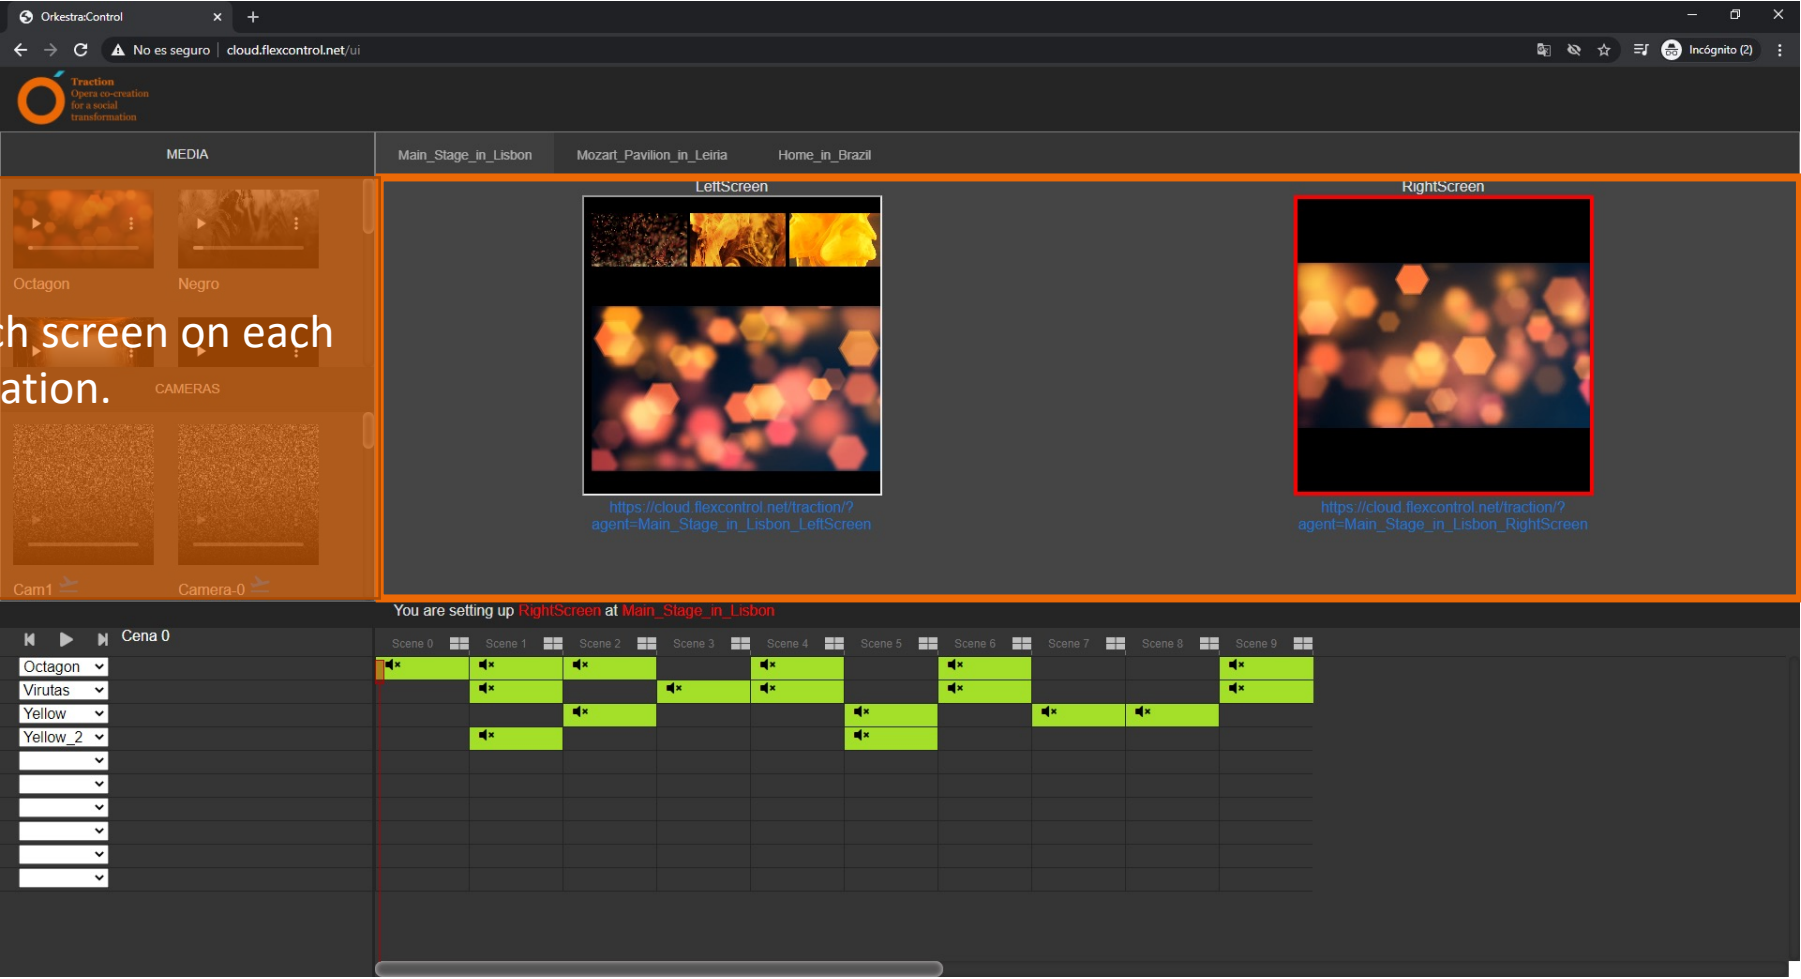 Orkestra:Control
No es seguro | cloud.flexcontrol.net/ui
Incógnito (2)
Traction
Opera co-creation
for a social
transformation
MEDIA
Main_Stage_in_Lisbon Mozart_Pavilion_in_Leiria Home_in_Brazil
Octagon Negro
ch screen on each
ation.
CAMERAS
Cam1 Camera-0
LeftScreen
https://cloud.flexcontrol.net/traction/?
agent=Main_Stage_in_Lisbon_LeftScreen
RightScreen
https://cloud.flexcontrol.net/traction/?
agent=Main_Stage_in_Lisbon_RightScreen
You are setting up RightScreen at Main_Stage_in_Lisbon
Cena 0
Scene 0 Scene 1 Scene 2 Scene 3 Scene 4 Scene 5 Scene 6 Scene 7 Scene 8 Scene 9
Octagon
Virutas
Yellow
Yellow_2